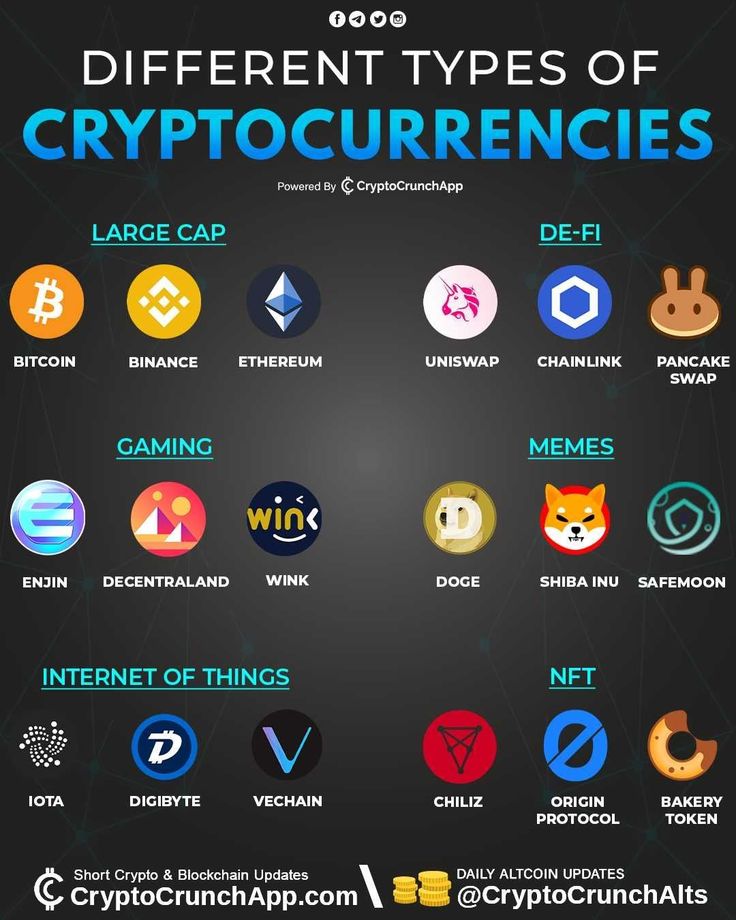 DIFFERENT TYPES OF
CRYPTOCURRENCIES
Powered By CryptoCrunchApp
LARGE CAP
BITCOIN
BINANCE
ETHEREUM
DE-FI
UNISWAP
CHAINLINK
PANCAKE
SWAP
GAMING
ENJIN
DECENTRALAND
wink
WINK
MEMES
D
DOGE
SHIBA INU
SAFEMOON
INTERNET OF THINGS
IOTA
DIGIBYTE
VECHAIN
NFT
CHILIZ
ORIGIN
PROTOCOL
BAKERY
TOKEN
Short Crypto & Blockchain Updates
CryptoCrunchApp.com
DAILY ALTCOIN UPDATES
@CryptoCrunchAlts